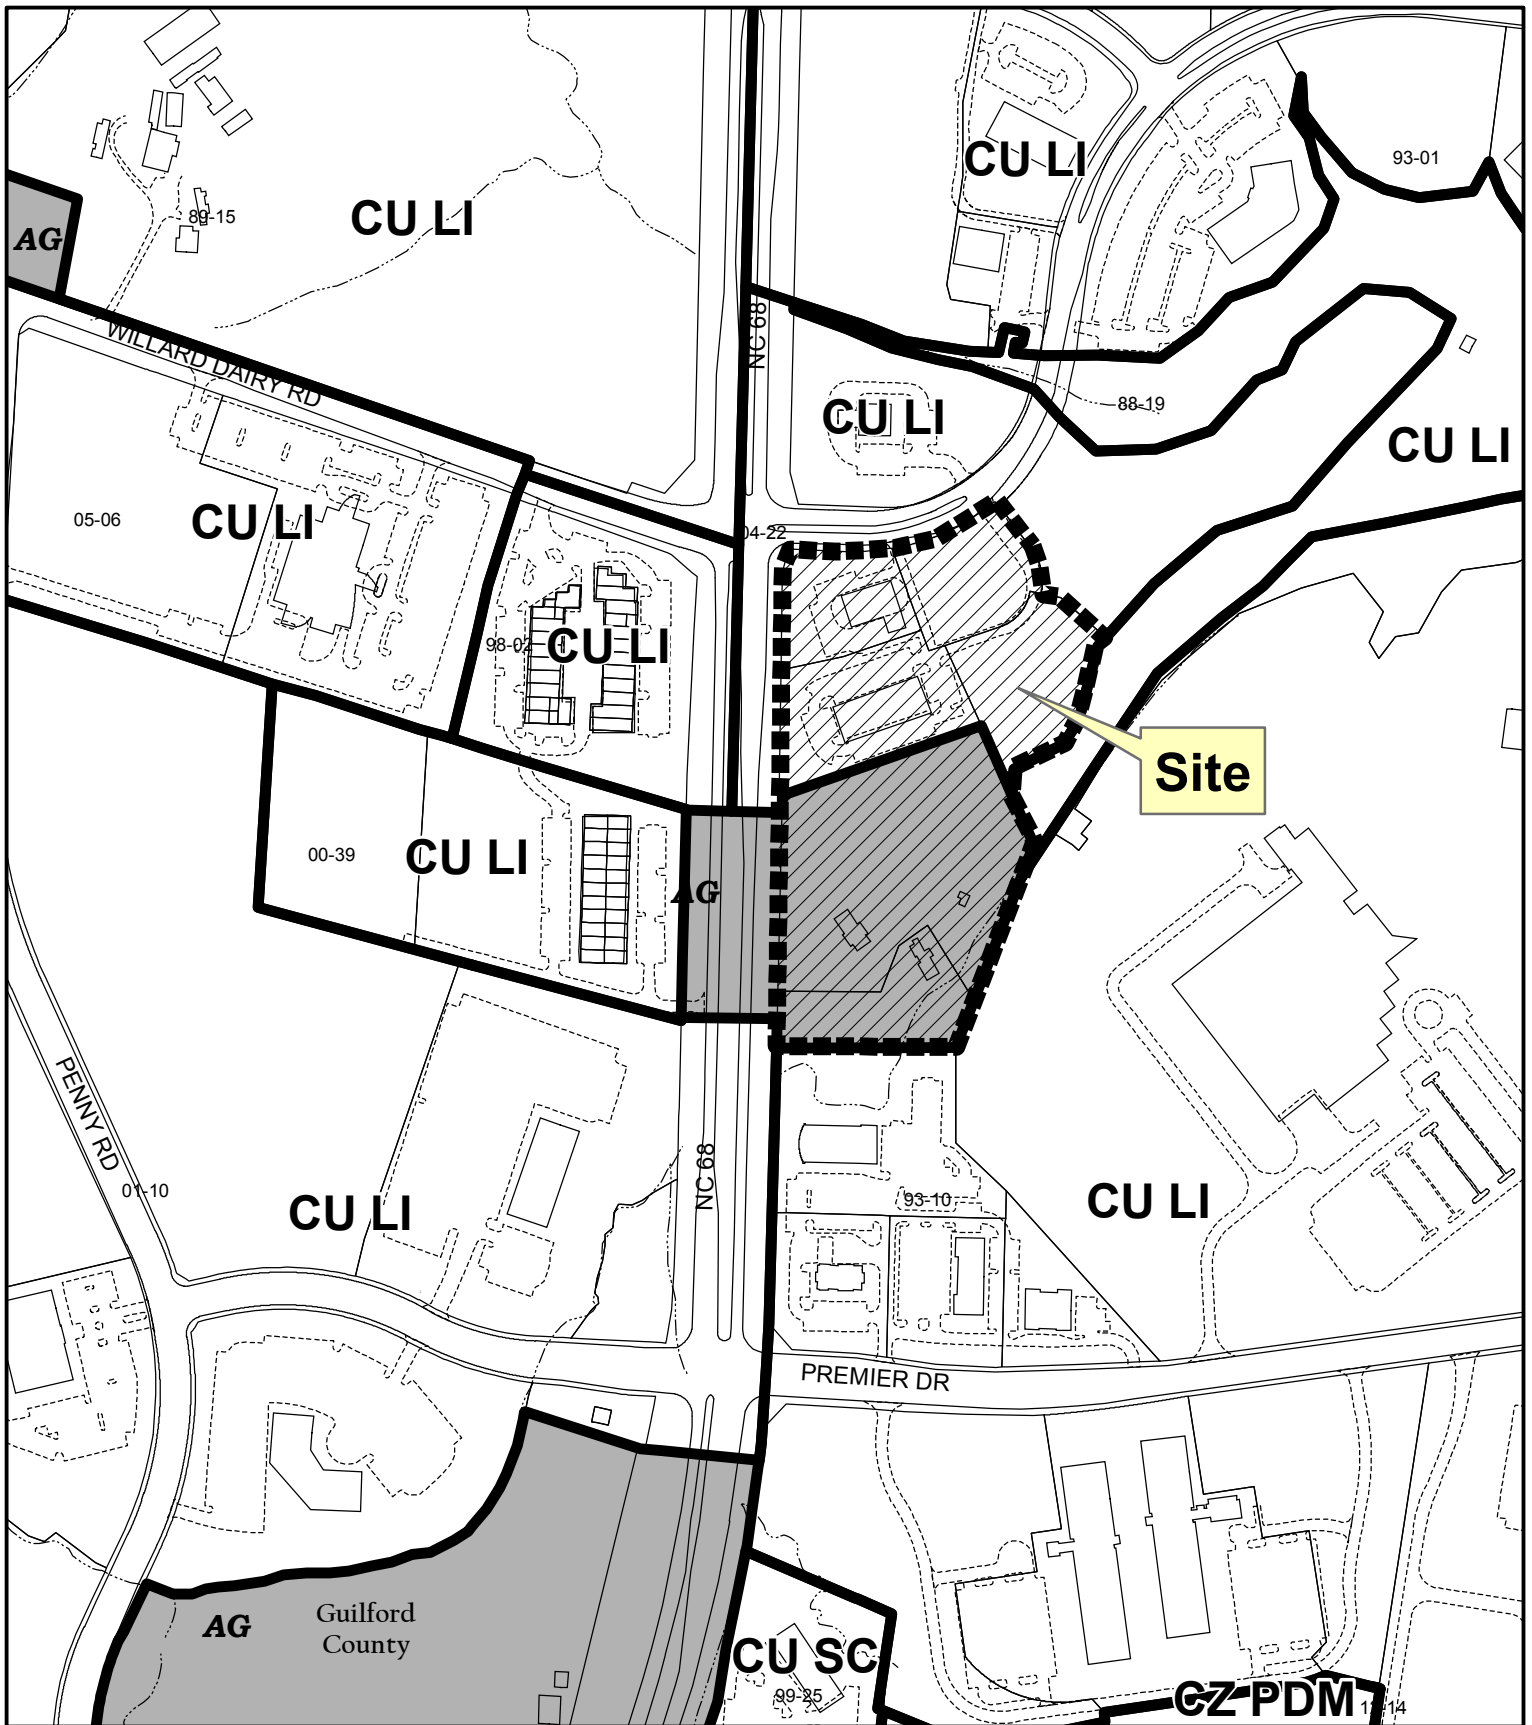 CU LI
93-01
89-15
CU LI
AG
NC 68
WILLARD DAIRY RD
88-19
CU LI
CU LI
05-06
CU LI
04-22
98-02
CU LI
Site
00-39
CU LI
AG
PENNY RD
01-10
NC 68
CU LI
93-10
CU LI
PREMIER DR
AG
Guilford
County
CU SC
99-25
CZ PDM